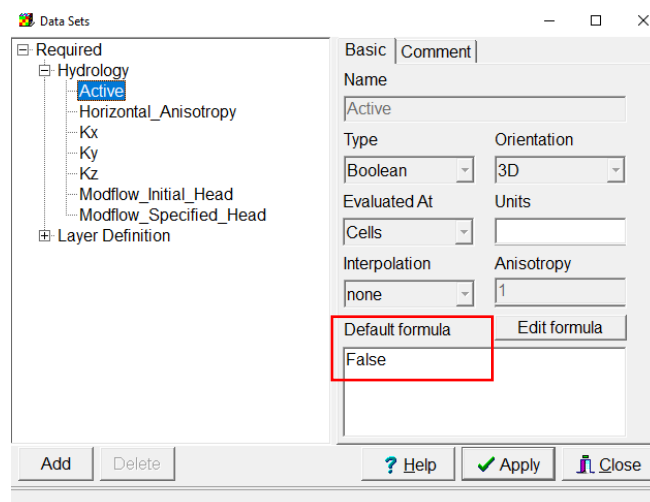 Data Sets
Required
Hydrology
Active
Horizontal_Anisotropy
Kx
Ky
Kz
Modflow_Initial_Head
Modflow_Specified_Head
Layer Definition
Basic Comment
Name
Active
Type Orientation
Boolean 3D
Evaluated At Units
Cells
Interpolation Anisotropy
none 1
Default formula Edit formula
False
Add Delete ? Help Apply Close